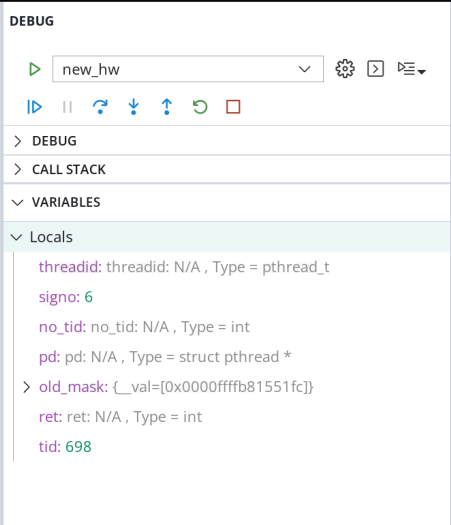 DEBUG
new_hw
DEBUG
CALL STACK
VARIABLES
Locals
threadid: threadid: N/A , Type = pthread_t
signo: 6
no_tid: no_tid: N/A , Type = int
pd: pd: N/A , Type = struct pthread *
old_mask: {__val=[0x0000ffffb81551fc]}
ret: ret: N/A , Type = int
tid: 698